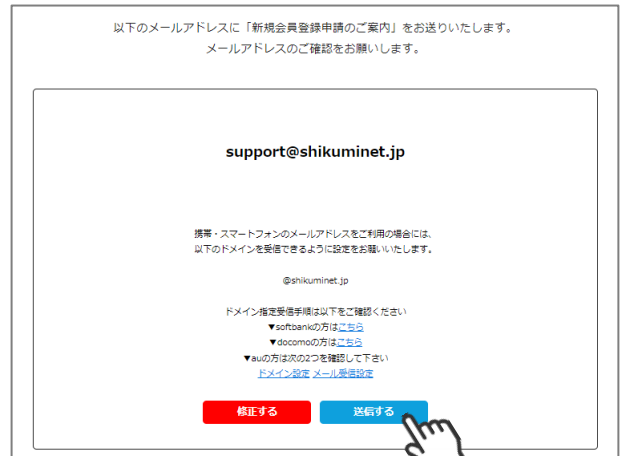 以下のメールアドレスに「新規会員登録申請のご案内」をお送りいたします。
メールアドレスのご確認をお願いします。
support@shikuminet.jp
携帯・スマートフォンのメールアドレスをご利用の場合には、
以下のドメインを受信できるように設定をお願いいたします。
@shikuminet.jp
ドメイン指定受信手順は以下をご確認ください
▼softbankの方はこちら
▼docomoの方はこちら
▼auの方は次の2つを確認して下さい
ドメイン設定 メール受信設定
修正する 送信する